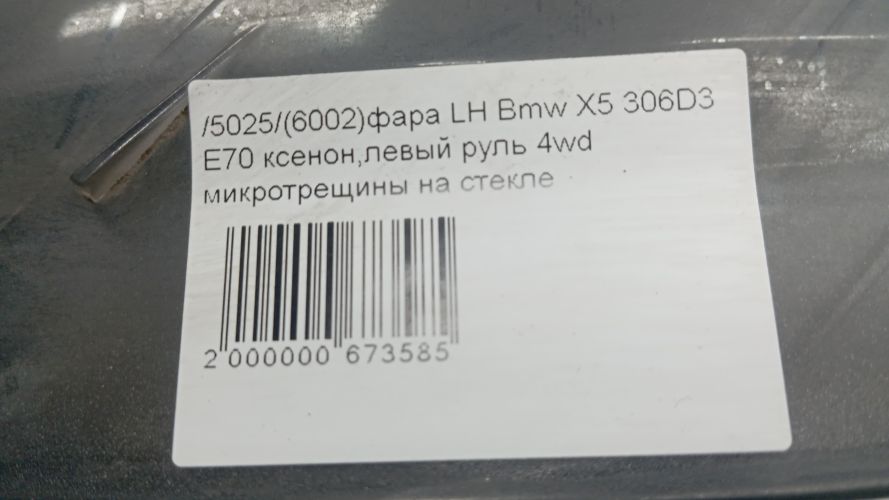 /5025/(6002)фара LH Bmw X5 306D3
E70 ксенон,левый руль 4wd
микротрещины на стекле
2 000000 673585